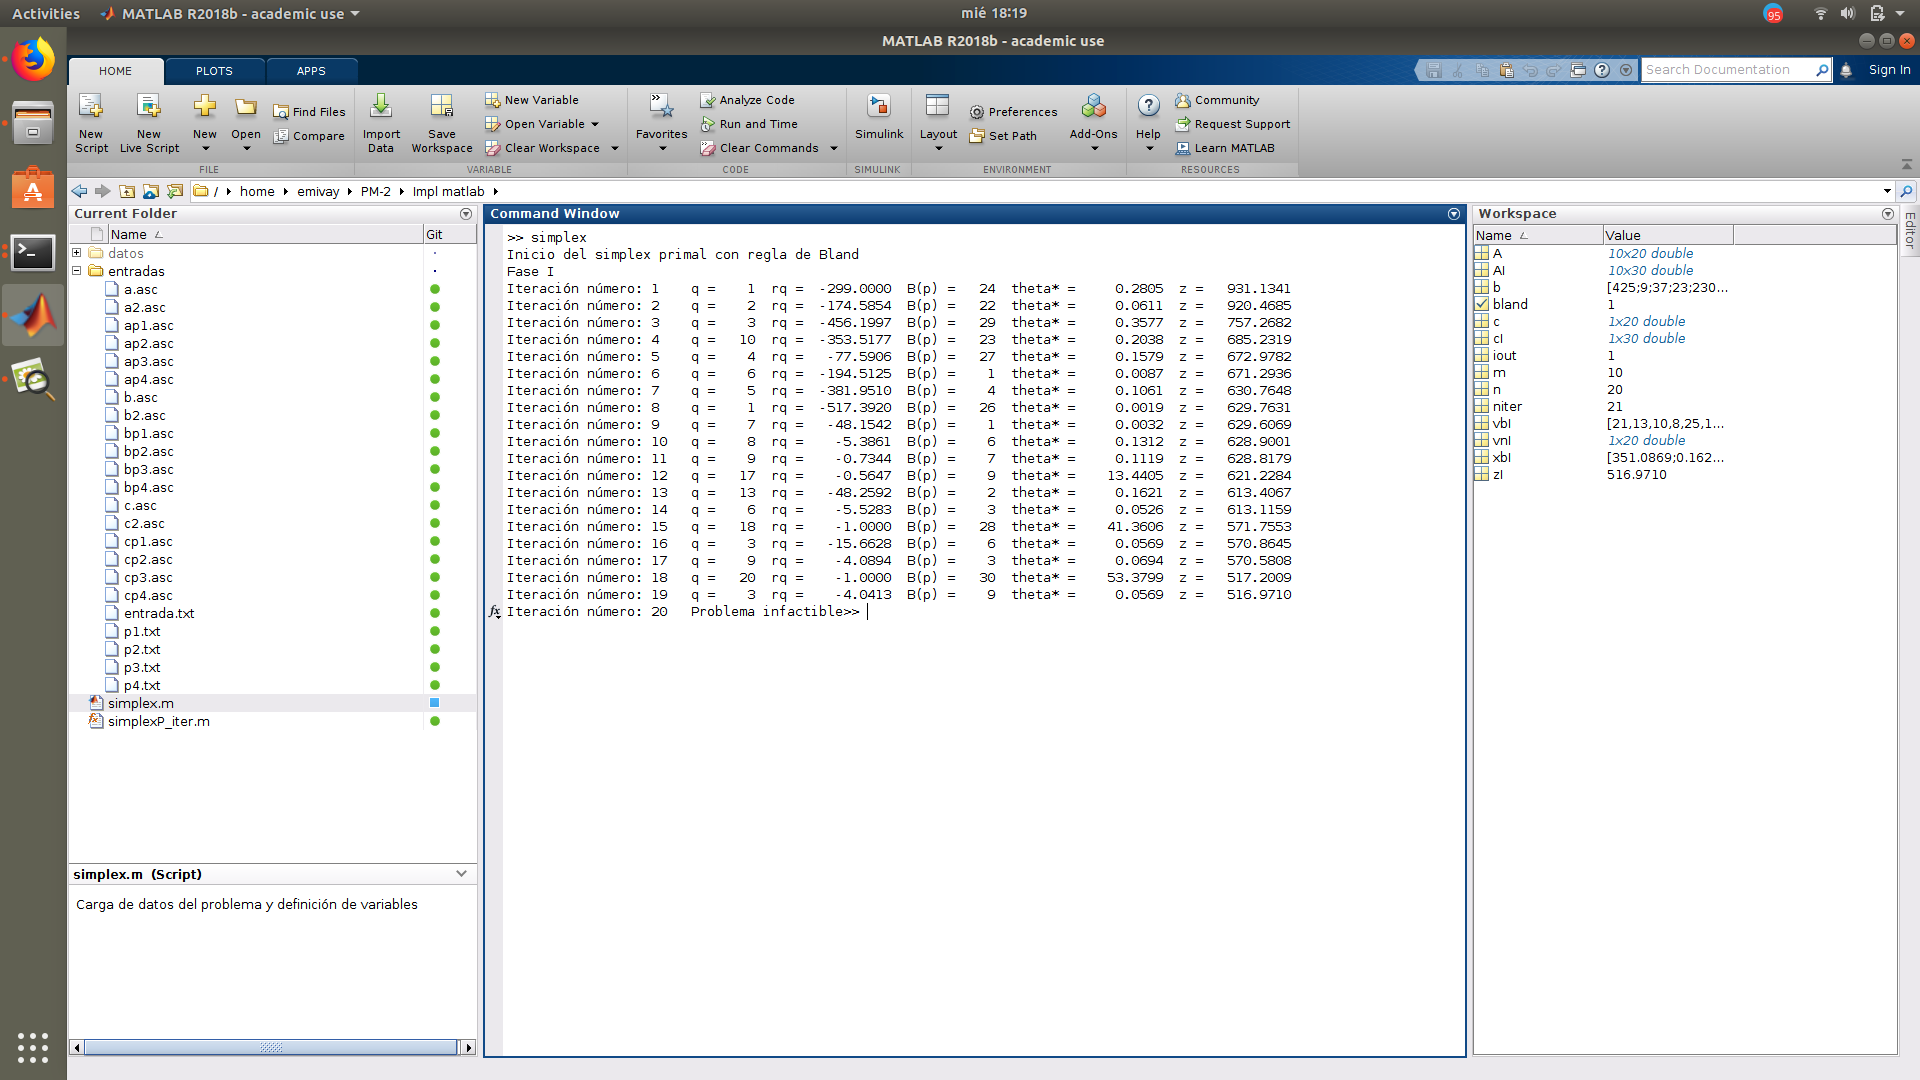 Activities MATLAB R2018b - academic use mié 18:19 95
MATLAB R2018b - academic use
HOME PLOTS APPS Search Documentation Sign In
New Script New Live Script New Open Find Files Compare
FILE
Import Data Save Workspace New Variable Open Variable Clear Workspace
VARIABLE
Favorites Analyze Code Run and Time Clear Commands
CODE
Simulink
SIMULINK
Layout Preferences Set Path Add-Ons
ENVIRONMENT
Help Community Request Support Learn MATLAB
RESOURCES
/ home emivay PM-2 Impl matlab
Current Folder
Name Git
datos
entradas
a.asc
a2.asc
ap1.asc
ap2.asc
ap3.asc
ap4.asc
b.asc
b2.asc
bp1.asc
bp2.asc
bp3.asc
bp4.asc
c.asc
c2.asc
cp1.asc
cp2.asc
cp3.asc
cp4.asc
entrada.txt
p1.txt
p2.txt
p3.txt
p4.txt
simplex.m
simplexP_iter.m
simplex.m (Script)
Carga de datos del problema y definición de variables
Command Window
>> simplex
Inicio del simplex primal con regla de Bland
Fase I
Iteración número: 1 q = 1 rq = -299.0000 B(p) = 24 theta* = 0.2805 z = 931.1341
Iteración número: 2 q = 2 rq = -174.5854 B(p) = 22 theta* = 0.0611 z = 920.4685
Iteración número: 3 q = 3 rq = -456.1997 B(p) = 29 theta* = 0.3577 z = 757.2682
Iteración número: 4 q = 10 rq = -353.5177 B(p) = 23 theta* = 0.2038 z = 685.2319
Iteración número: 5 q = 4 rq = -77.5906 B(p) = 27 theta* = 0.1579 z = 672.9782
Iteración número: 6 q = 6 rq = -194.5125 B(p) = 1 theta* = 0.0087 z = 671.2936
Iteración número: 7 q = 5 rq = -381.9510 B(p) = 4 theta* = 0.1061 z = 630.7648
Iteración número: 8 q = 1 rq = -517.3920 B(p) = 26 theta* = 0.0019 z = 629.7631
Iteración número: 9 q = 7 rq = -48.1542 B(p) = 1 theta* = 0.0032 z = 629.6069
Iteración número: 10 q = 8 rq = -5.3861 B(p) = 6 theta* = 0.1312 z = 628.9001
Iteración número: 11 q = 9 rq = -0.7344 B(p) = 7 theta* = 0.1119 z = 628.8179
Iteración número: 12 q = 17 rq = -0.5647 B(p) = 9 theta* = 13.4405 z = 621.2284
Iteración número: 13 q = 13 rq = -48.2592 B(p) = 2 theta* = 0.1621 z = 613.4067
Iteración número: 14 q = 6 rq = -5.5283 B(p) = 3 theta* = 0.0526 z = 613.1159
Iteración número: 15 q = 18 rq = -1.0000 B(p) = 28 theta* = 41.3606 z = 571.7553
Iteración número: 16 q = 3 rq = -15.6628 B(p) = 6 theta* = 0.0569 z = 570.8645
Iteración número: 17 q = 9 rq = -4.0894 B(p) = 3 theta* = 0.0694 z = 570.5808
Iteración número: 18 q = 20 rq = -1.0000 B(p) = 30 theta* = 53.3799 z = 517.2009
Iteración número: 19 q = 3 rq = -4.0413 B(p) = 9 theta* = 0.0569 z = 516.9710
fx Iteración número: 20 Problema infactible>>
Workspace
Name Value
A 10x20 double
AI 10x30 double
b [425;9;37;23;230...
bland 1
c 1x20 double
cI 1x30 double
iout 1
m 10
n 20
niter 21
vbI [21,13,10,8,25,1...
vnI 1x20 double
xbI [351.0869;0.162...
zI 516.9710
Editor